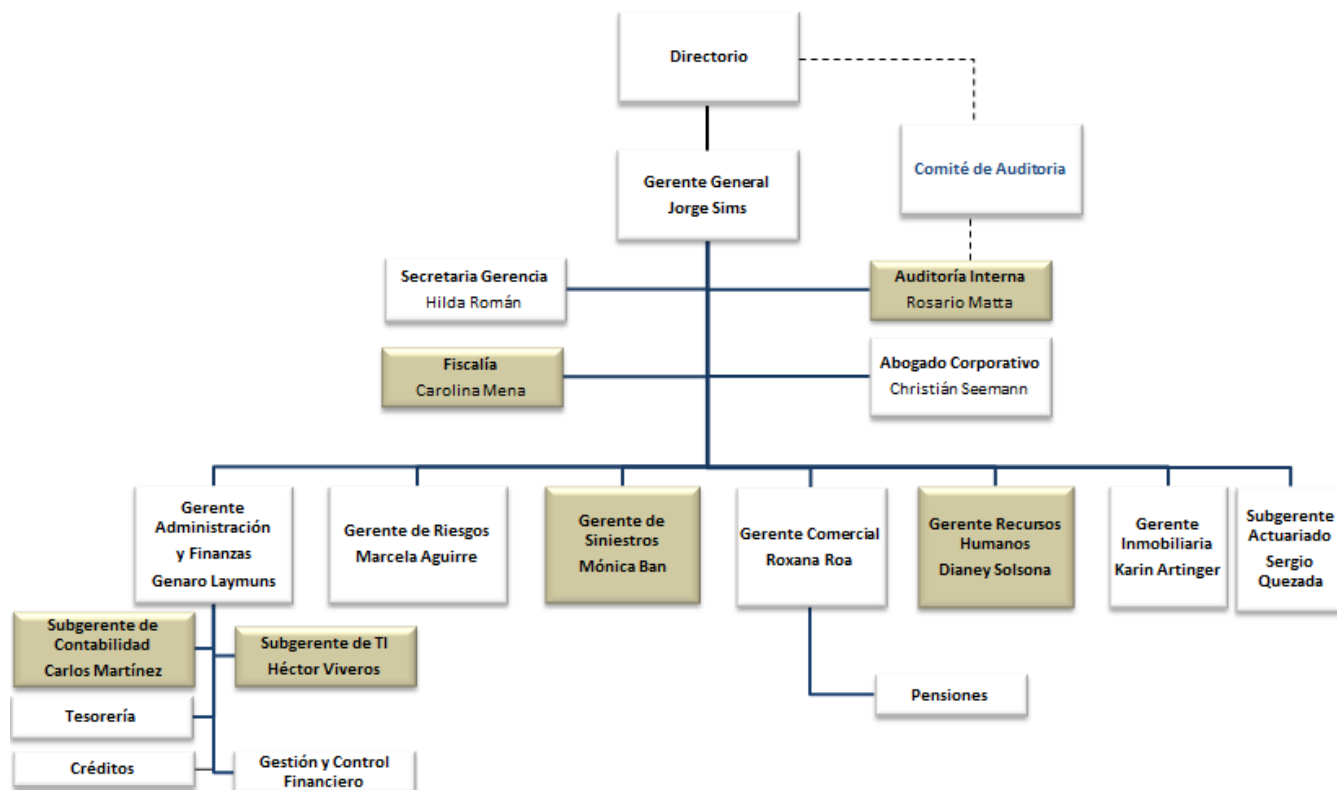 Directorio
Comité de Auditoria
Gerente General
Jorge Sims
Secretaria Gerencia
Hilda Román
Auditoría Interna
Rosario Matta
Fiscalía
Carolina Mena
Abogado Corporativo
Christián Seemann
Gerente
Administración
y Finanzas
Genaro Laymuns
Gerente de Riesgos
Marcela Aguirre
Gerente de
Siniestros
Mónica Ban
Gerente Comercial
Roxana Roa
Gerente Recursos
Humanos
Dianey Solsona
Gerente
Inmobiliaria
Karin Artinger
Subgerente
Actuariado
Sergio
Quezada
Subgerente de
Contabilidad
Carlos Martínez
Subgerente de TI
Héctor Viveros
Tesorería
Pensiones
Créditos
Gestión y Control
Financiero